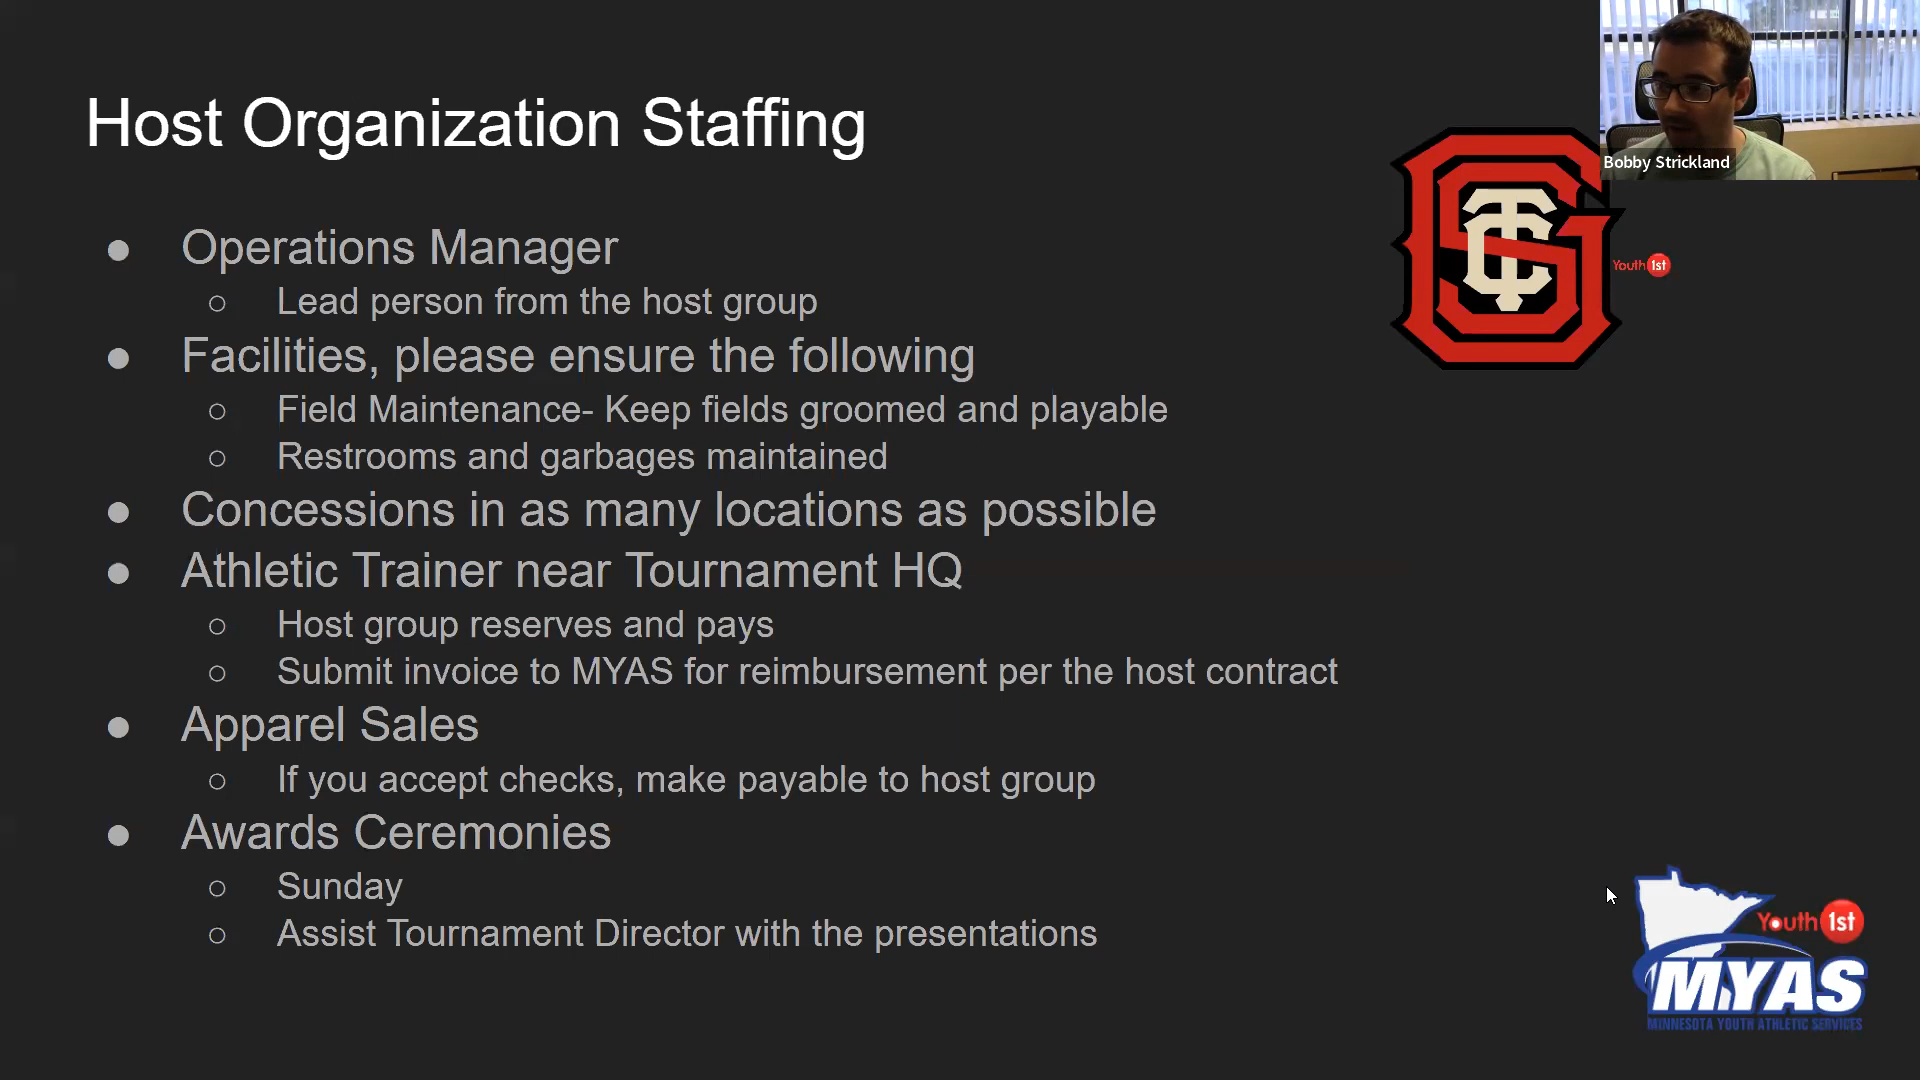 Host Organization Staffing
Bobby Strickland
● Operations Manager
○ Lead person from the host group
● Facilities, please ensure the following
○ Field Maintenance- Keep fields groomed and playable
○ Restrooms and garbages maintained
● Concessions in as many locations as possible
● Athletic Trainer near Tournament HQ
○ Host group reserves and pays
○ Submit invoice to MYAS for reimbursement per the host contract
● Apparel Sales
○ If you accept checks, make payable to host group
● Awards Ceremonies
○ Sunday
○ Assist Tournament Director with the presentations
SG
TC
Youth 1st
Youth 1st
MYAS
MINNESOTA YOUTH ATHLETIC SERVICES